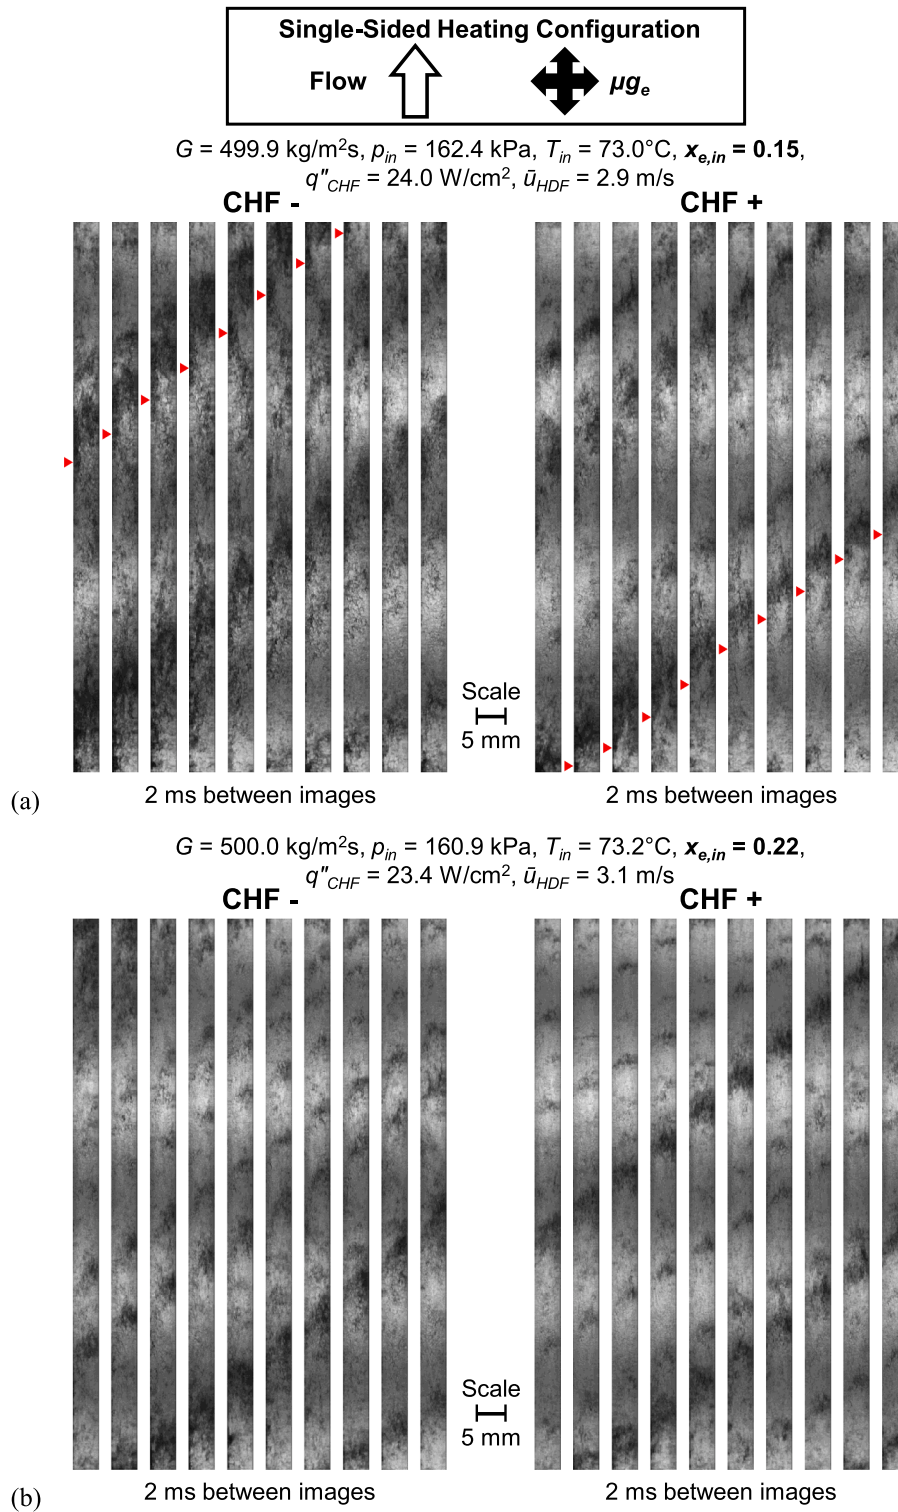 Single-Sided Heating Configuration
Flow
μgₑ
G = 499.9 kg/m²s, p_in = 162.4 kPa, T_in = 73.0°C, x_e,in = 0.15,
q"_CHF = 24.0 W/cm², ū_HDF = 2.9 m/s
CHF -
CHF +
Scale
5 mm
(a)
2 ms between images
2 ms between images
G = 500.0 kg/m²s, p_in = 160.9 kPa, T_in = 73.2°C, x_e,in = 0.22,
q"_CHF = 23.4 W/cm², ū_HDF = 3.1 m/s
CHF -
CHF +
Scale
5 mm
(b)
2 ms between images
2 ms between images